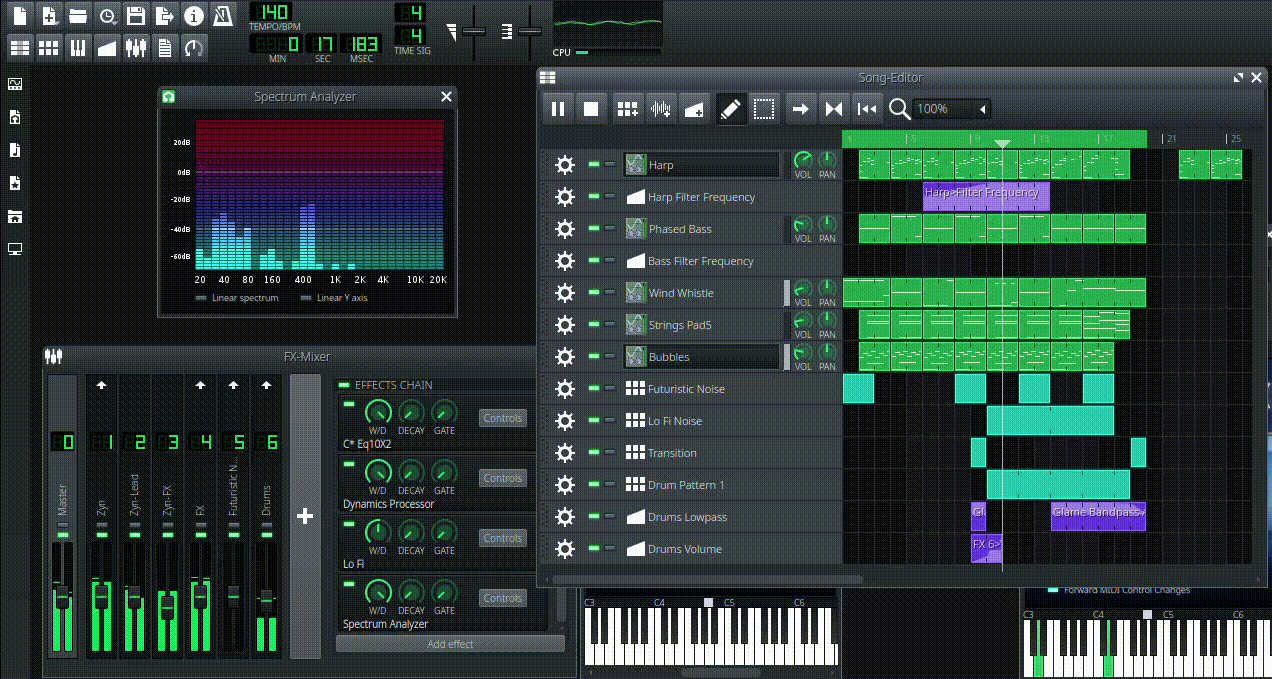 140
TEMPO/BPM
0 17 183
MIN SEC MSEC
4
4
TIME SIG
CPU
Spectrum Analyzer
20dB
0dB
-20dB
-40dB
-60dB
20 40 80 160 400 1K 2K 4K 10K 20K
Linear spectrum Linear Y axis
Song-Editor
100%
5 9 13 17 21 25
Harp
VOL PAN
Harp Filter Frequency
Harp>Filter Frequency
Phased Bass
VOL PAN
Bass Filter Frequency
Wind Whistle
VOL PAN
Strings Pad5
VOL PAN
Bubbles
VOL PAN
Futuristic Noise
Lo Fi Noise
Transition
Drum Pattern 1
Drums Lowpass
Gl
Glame Bandpass
Drums Volume
FX 6>
FX-Mixer
0 1 2 3 4 5 6
Master
Zyn
Zyn-Lead
Zyn-FX
FX
Futuristic N...
Drums
EFFECTS CHAIN
W/D DECAY GATE
Controls
C* Eq10X2
W/D DECAY GATE
Controls
Dynamics Processor
W/D DECAY GATE
Controls
Lo Fi
W/D DECAY GATE
Controls
Spectrum Analyzer
Add effect
C3 C4 C5 C6
Forward MIDI Control Changes
C3 C4 C5 C6